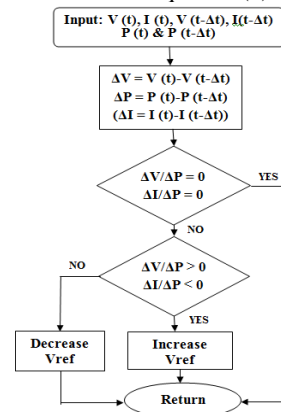 Input: V (t), I (t), V (t-Δt), I(t-Δt)
P (t) & P (t-Δt)
ΔV = V (t)-V (t-Δt)
ΔP = P (t)-P (t-Δt)
(ΔI = I (t)-I (t-Δt))
ΔV/ΔP = 0
ΔI/ΔP = 0
YES
NO
ΔV/ΔP > 0
ΔI/ΔP < 0
NO
YES
Decrease
Vref
Increase
Vref
Return